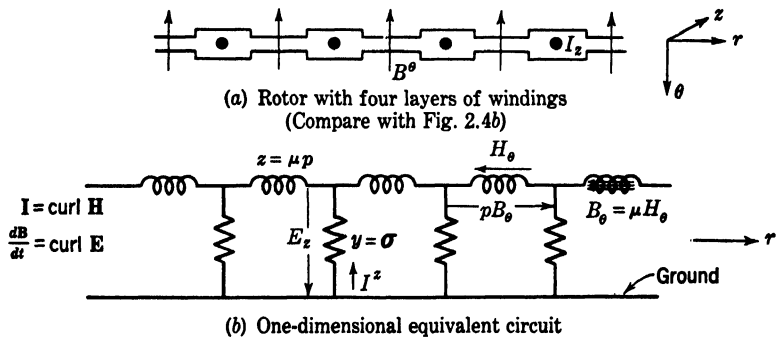 z
r
θ
I_z
B^θ
(a) Rotor with four layers of windings
(Compare with Fig. 2.4b)
H_θ
z = μp
I = curl H
dB/dt = curl E
E_z
y = σ
I^z
pB_θ
B_θ = μH_θ
r
Ground
(b) One-dimensional equivalent circuit